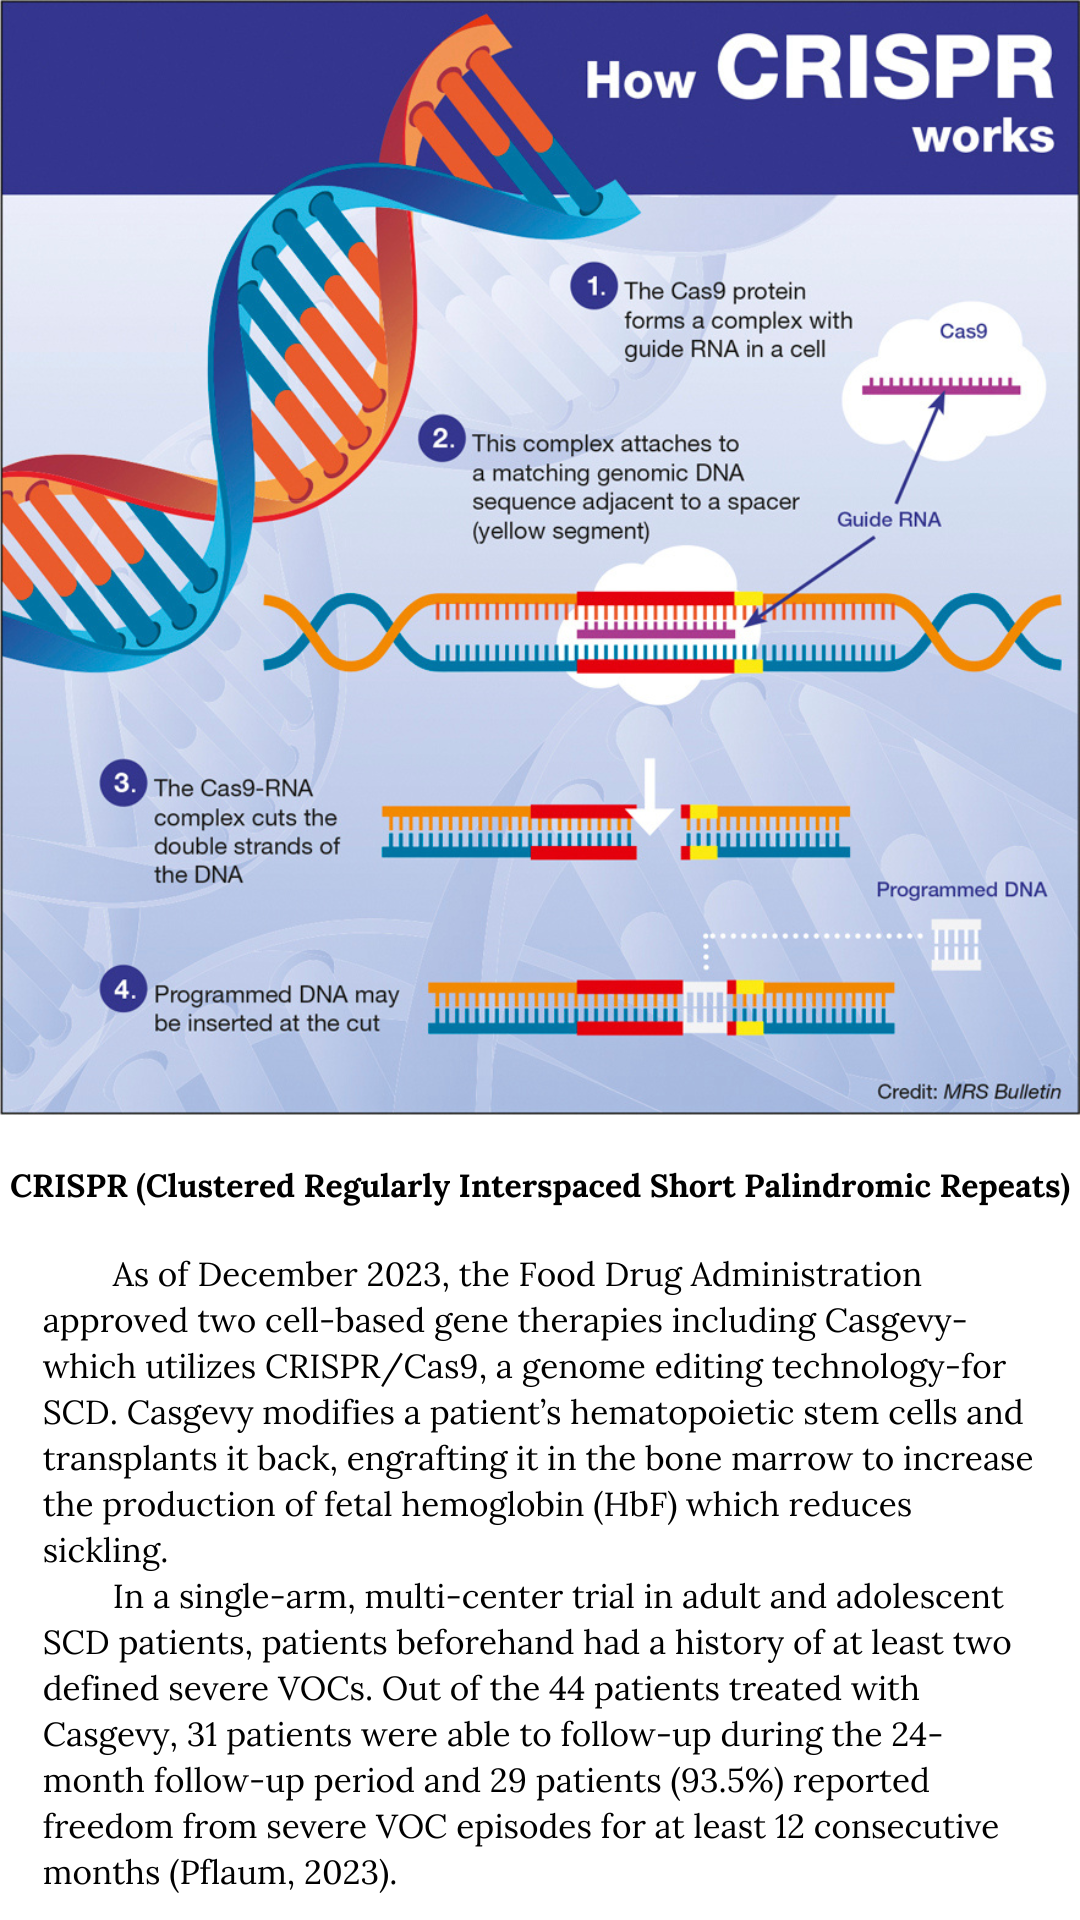 How CRISPR
works
1. The Cas9 protein
forms a complex with
guide RNA in a cell
Cas9
2. This complex attaches to
a matching genomic DNA
sequence adjacent to a spacer
(yellow segment)
Guide RNA
3. The Cas9-RNA
complex cuts the
double strands of
the DNA
Programmed DNA
4. Programmed DNA may
be inserted at the cut
Credit: MRS Bulletin
CRISPR (Clustered Regularly Interspaced Short Palindromic Repeats)
As of December 2023, the Food Drug Administration
approved two cell-based gene therapies including Casgevy-
which utilizes CRISPR/Cas9, a genome editing technology-for
SCD. Casgevy modifies a patient’s hematopoietic stem cells and
transplants it back, engrafting it in the bone marrow to increase
the production of fetal hemoglobin (HbF) which reduces
sickling.
In a single-arm, multi-center trial in adult and adolescent
SCD patients, patients beforehand had a history of at least two
defined severe VOCs. Out of the 44 patients treated with
Casgevy, 31 patients were able to follow-up during the 24-
month follow-up period and 29 patients (93.5%) reported
freedom from severe VOC episodes for at least 12 consecutive
months (Pflaum, 2023).